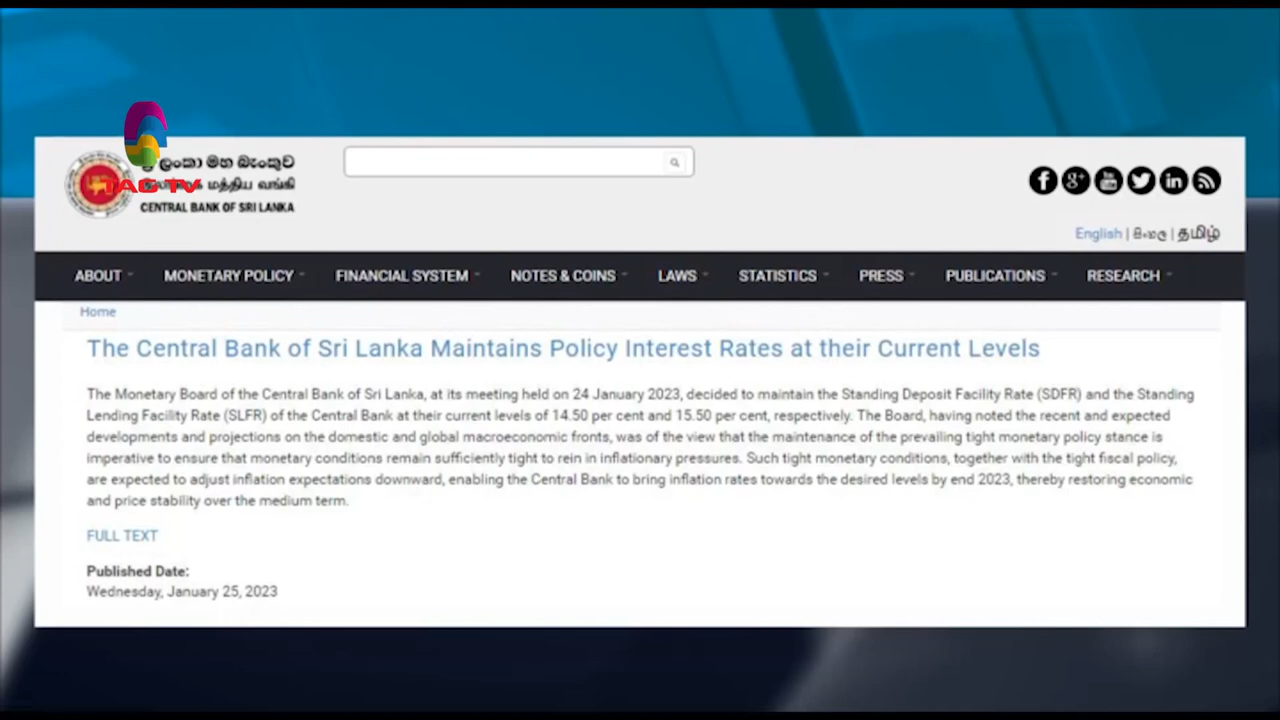 ශ්‍රී ලංකා මහ බැංකුව
மத்திய வங்கி
TAG TV
CENTRAL BANK OF SRI LANKA
English | සිංහල | தமிழ்
ABOUT MONETARY POLICY FINANCIAL SYSTEM NOTES & COINS LAWS STATISTICS PRESS PUBLICATIONS RESEARCH
Home
The Central Bank of Sri Lanka Maintains Policy Interest Rates at their Current Levels
The Monetary Board of the Central Bank of Sri Lanka, at its meeting held on 24 January 2023, decided to maintain the Standing Deposit Facility Rate (SDFR) and the Standing
Lending Facility Rate (SLFR) of the Central Bank at their current levels of 14.50 per cent and 15.50 per cent, respectively. The Board, having noted the recent and expected
developments and projections on the domestic and global macroeconomic fronts, was of the view that the maintenance of the prevailing tight monetary policy stance is
imperative to ensure that monetary conditions remain sufficiently tight to rein in inflationary pressures. Such tight monetary conditions, together with the tight fiscal policy,
are expected to adjust inflation expectations downward, enabling the Central Bank to bring inflation rates towards the desired levels by end 2023, thereby restoring economic
and price stability over the medium term.
FULL TEXT
Published Date:
Wednesday, January 25, 2023